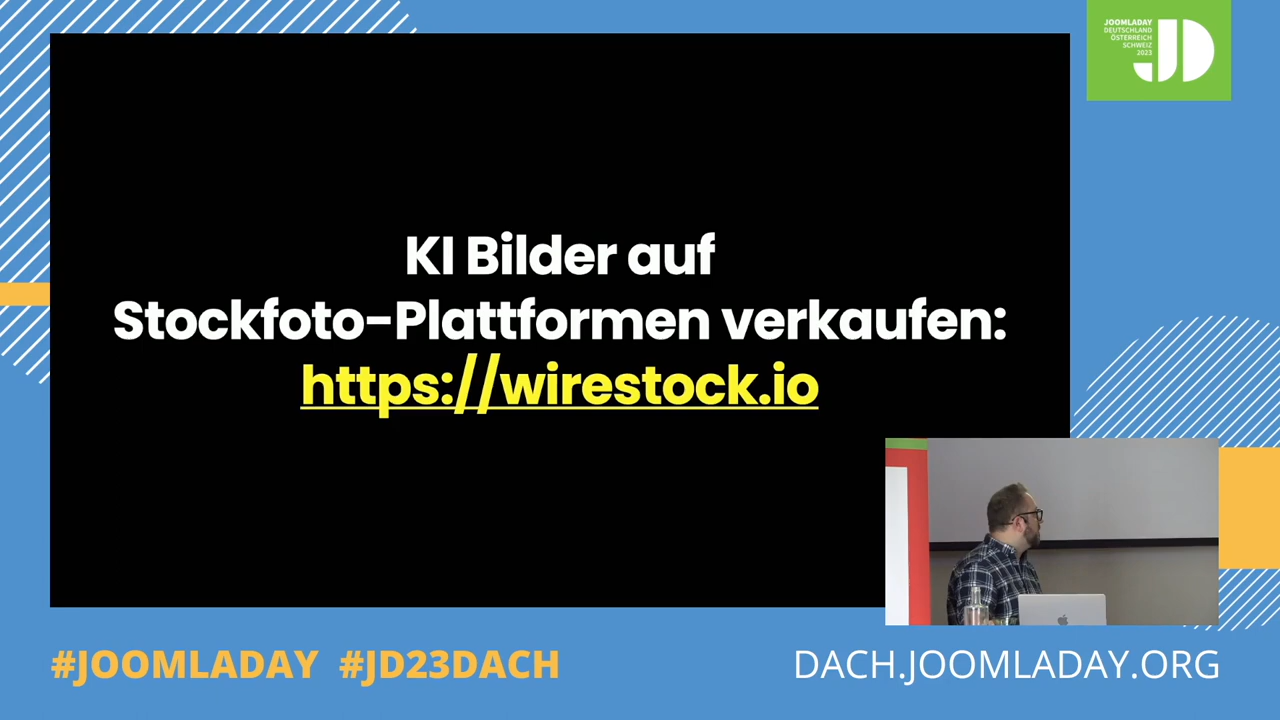 JOOMLADAY
DEUTSCHLAND
ÖSTERREICH
SCHWEIZ
2023
JD
KI Bilder auf
Stockfoto-Plattformen verkaufen:
https://wirestock.io
#JOOMLADAY #JD23DACH
DACH.JOOMLADAY.ORG